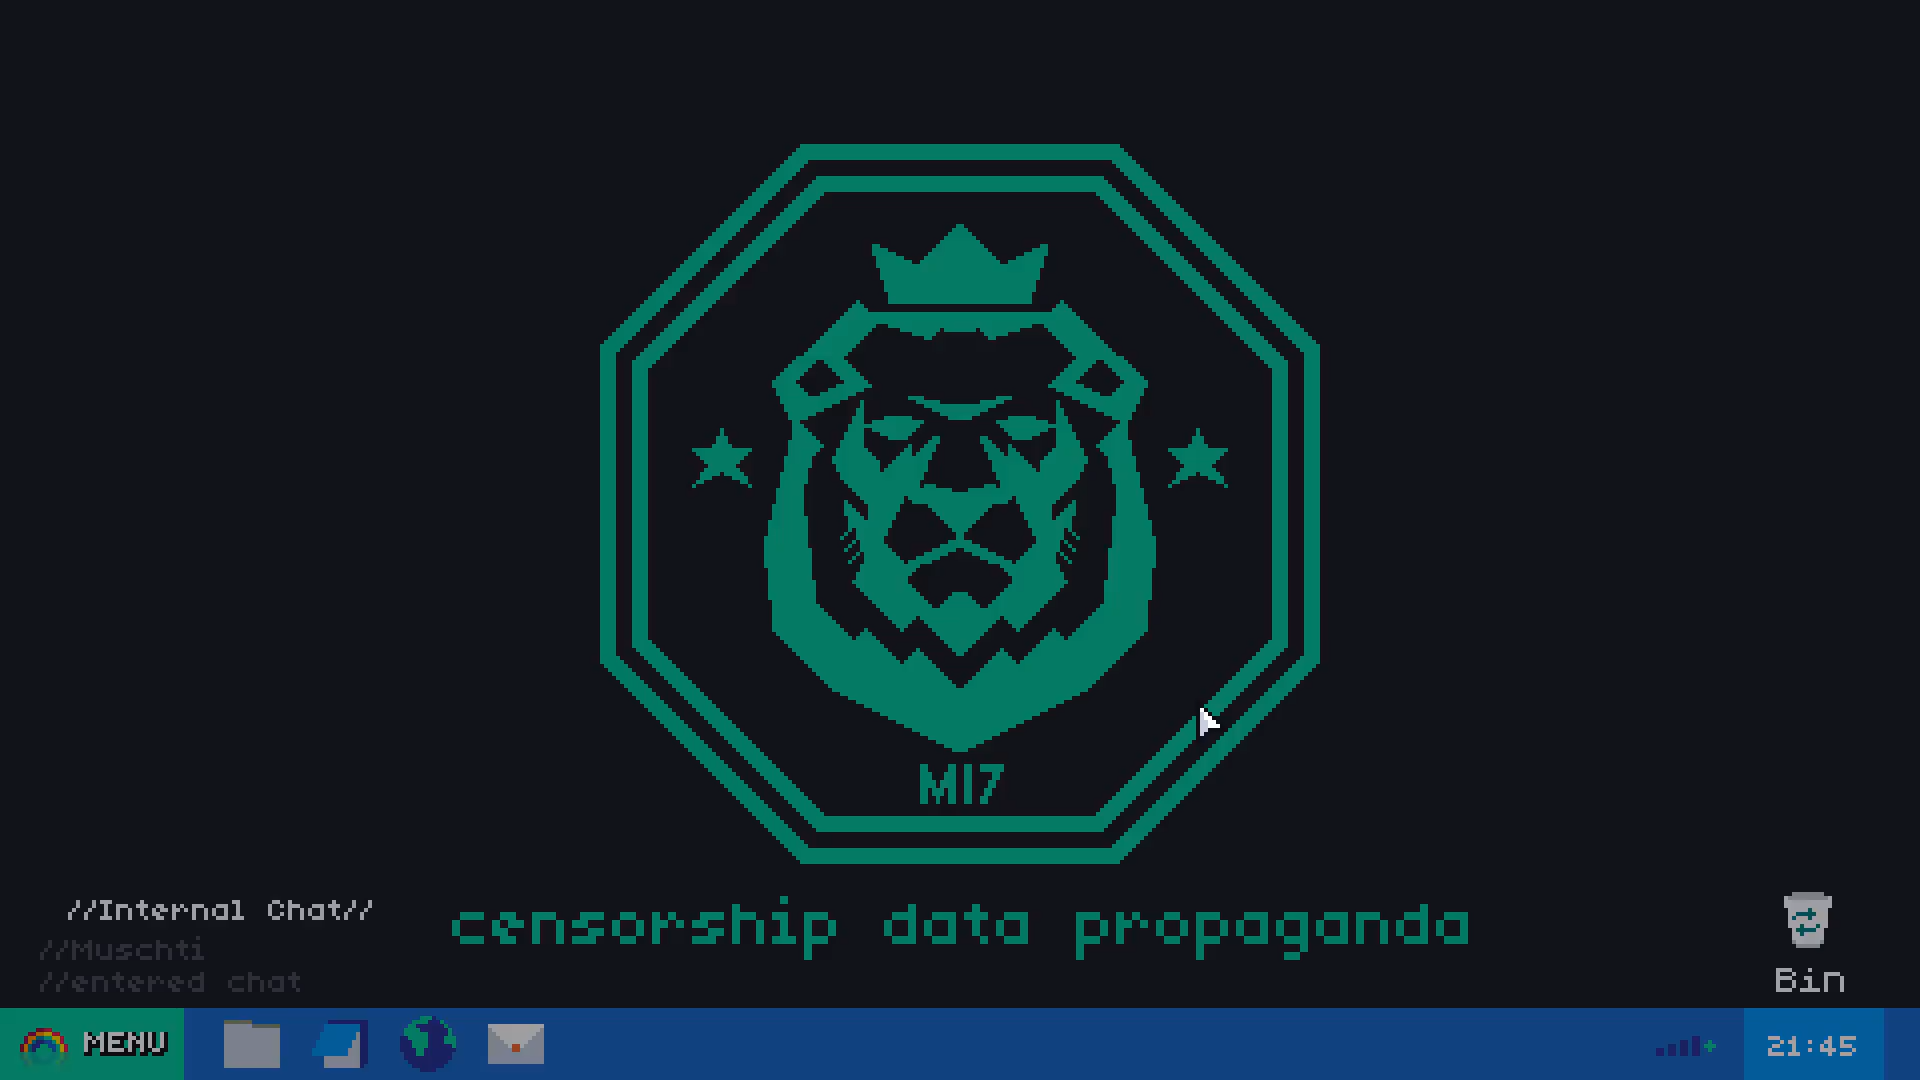 MI7
censorship data propaganda
//Internal Chat//
//Muschti
//entered chat
Bin
MENU
21:45